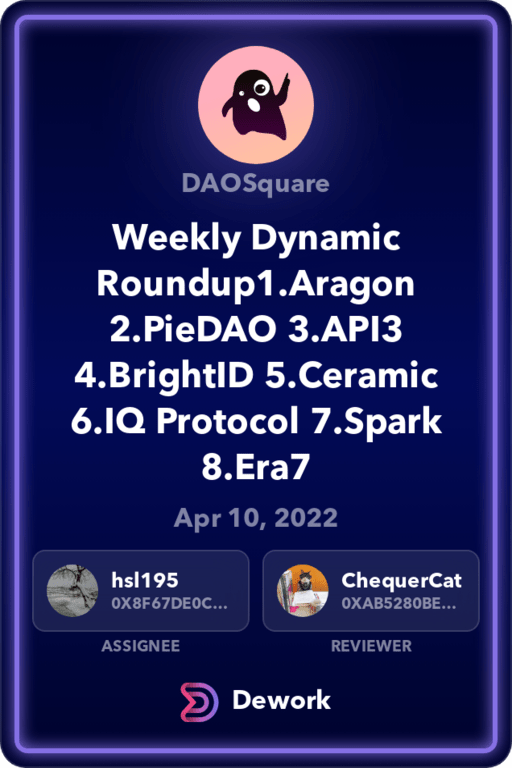 DAOSquare
Weekly Dynamic
Roundup1.Aragon
2.PieDAO 3.API3
4.BrightID 5.Ceramic
6.IQ Protocol 7.Spark
8.Era7
Apr 10, 2022
hsl195
0X8F67DE0C...
ASSIGNEE
ChequerCat
0XAB5280BE...
REVIEWER
Dework